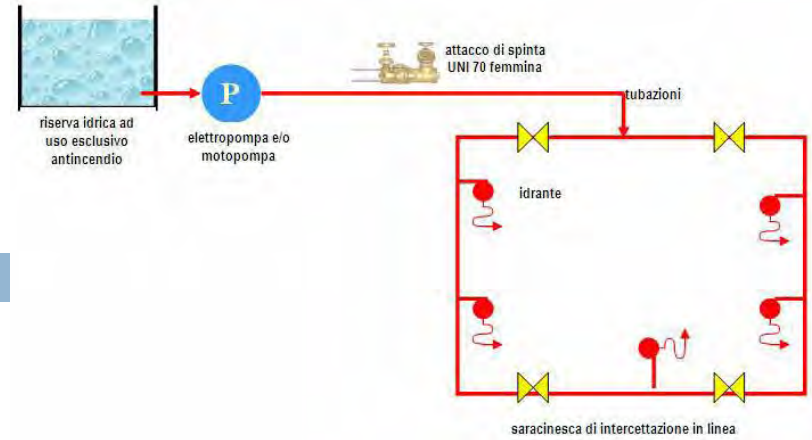 attacco di spinta
UNI 70 femmina
P
tubazioni
riserva idrica ad
uso esclusivo
antincendio
elettropompa e/o
motopompa
idrante
saracinesca di intercettazione in linea